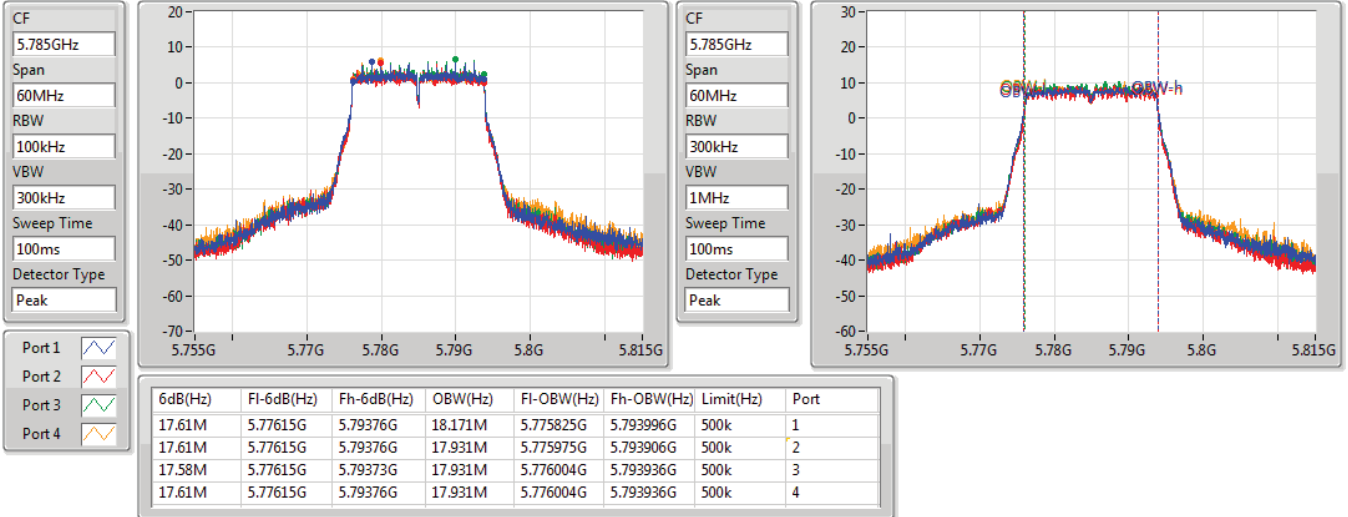 CF
5.785GHz
Span
60MHz
RBW
100kHz
VBW
300kHz
Sweep Time
100ms
Detector Type
Peak
20
10
0
-10
-20
-30
-40
-50
-60
-70
5.755G 5.77G 5.78G 5.79G 5.8G 5.815G
CF
5.785GHz
Span
60MHz
RBW
300kHz
VBW
1MHz
Sweep Time
100ms
Detector Type
Peak
30
20
10
0
-10
-20
-30
-40
-50
-60
OBW-h
5.755G 5.77G 5.78G 5.79G 5.8G 5.815G
Port 1
Port 2
Port 3
Port 4
6dB(Hz) Fl-6dB(Hz) Fh-6dB(Hz) OBW(Hz) Fl-OBW(Hz) Fh-OBW(Hz) Limit(Hz) Port
17.61M 5.77615G 5.79376G 18.171M 5.775825G 5.793996G 500k 1
17.61M 5.77615G 5.79376G 17.931M 5.775975G 5.793906G 500k 2
17.58M 5.77615G 5.79373G 17.931M 5.776004G 5.793936G 500k 3
17.61M 5.77615G 5.79376G 17.931M 5.776004G 5.793936G 500k 4